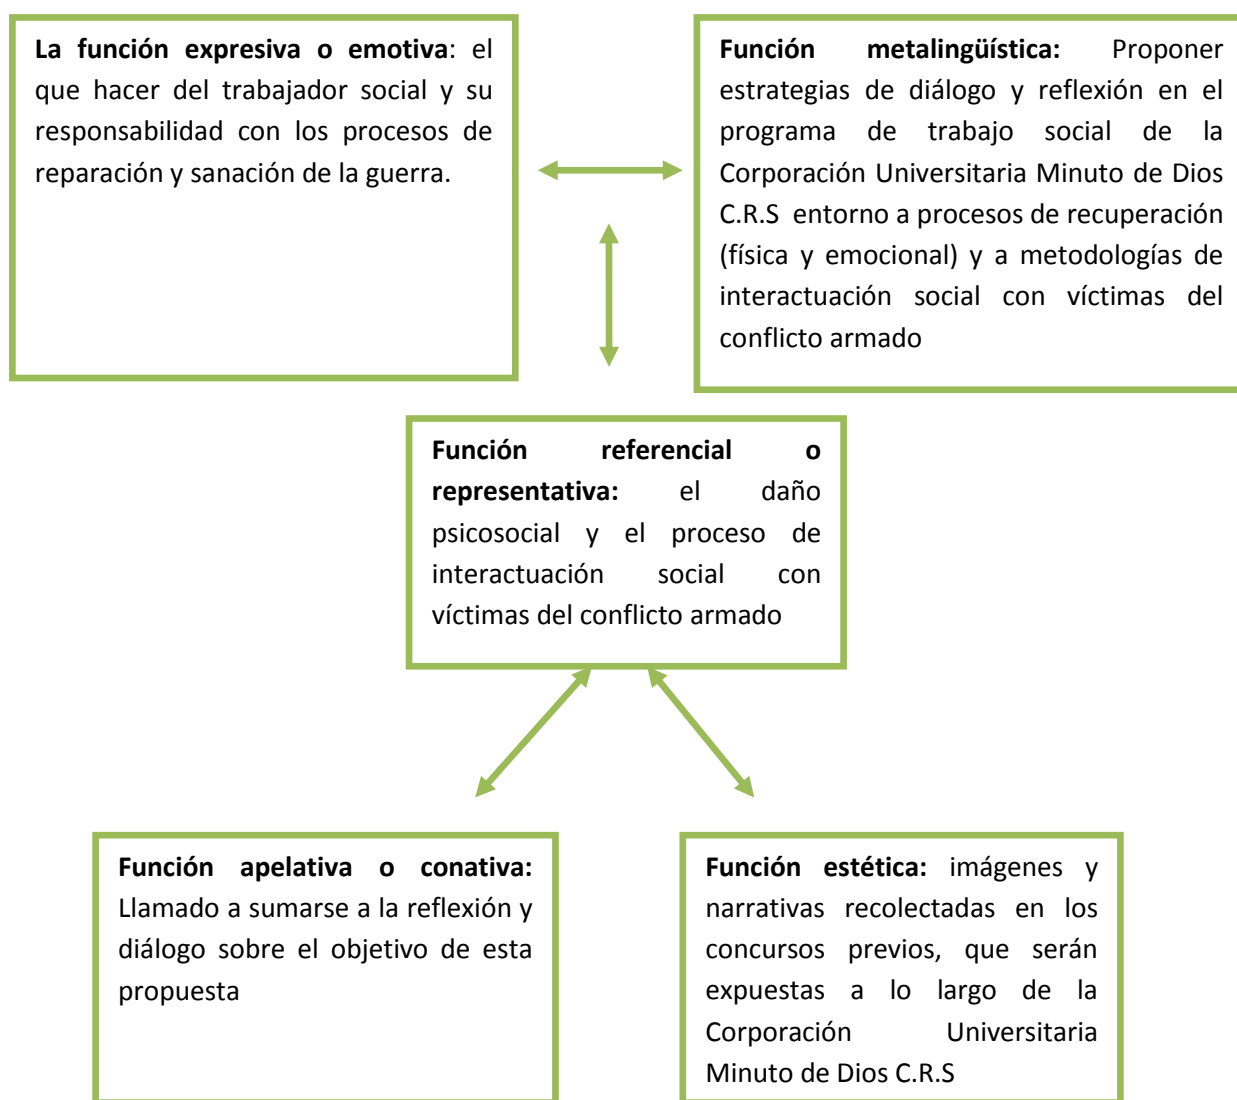 La función expresiva o emotiva: el
que hacer del trabajador social y su
responsabilidad con los procesos de
reparación y sanación de la guerra.
Función metalingüística: Proponer
estrategias de diálogo y reflexión en el
programa de trabajo social de la
Corporación Universitaria Minuto de Dios
C.R.S entorno a procesos de recuperación
(física y emocional) y a metodologías de
interactuación social con víctimas del
conflicto armado
Función referencial o
representativa: el daño
psicosocial y el proceso de
interactuación social con
víctimas del conflicto armado
Función apelativa o conativa:
Llamado a sumarse a la reflexión y
diálogo sobre el objetivo de esta
propuesta
Función estética: imágenes y
narrativas recolectadas en los
concursos previos, que serán
expuestas a lo largo de la
Corporación Universitaria
Minuto de Dios C.R.S